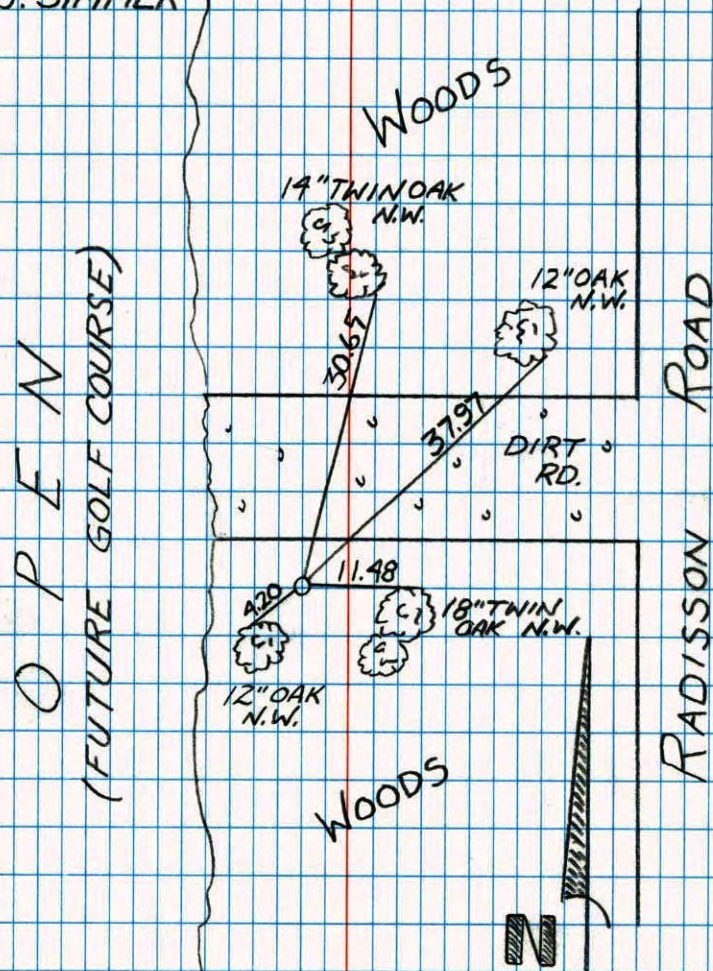 WOODS
14" TWIN OAK
N.W.
12" OAK
N.W.
30.65
37.97
DIRT
RD.
OPEN
(FUTURE GOLF COURSE)
RADISSON ROAD
11.48
4.20
18" TWIN
OAK N.W.
12" OAK
N.W.
WOODS
N